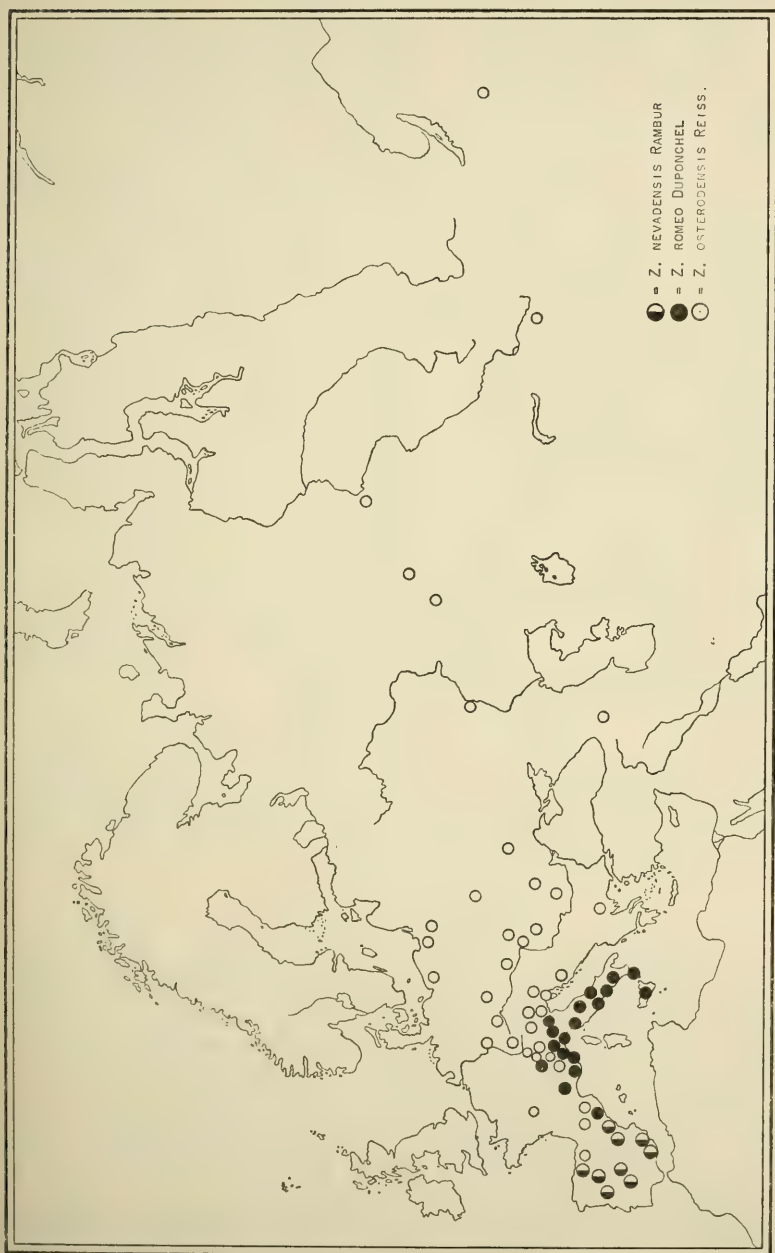 = Z. NEVADENSIS RAMBUR
= Z. ROMEO DUPONCHEL
= Z. OSTERODENSIS REISS.